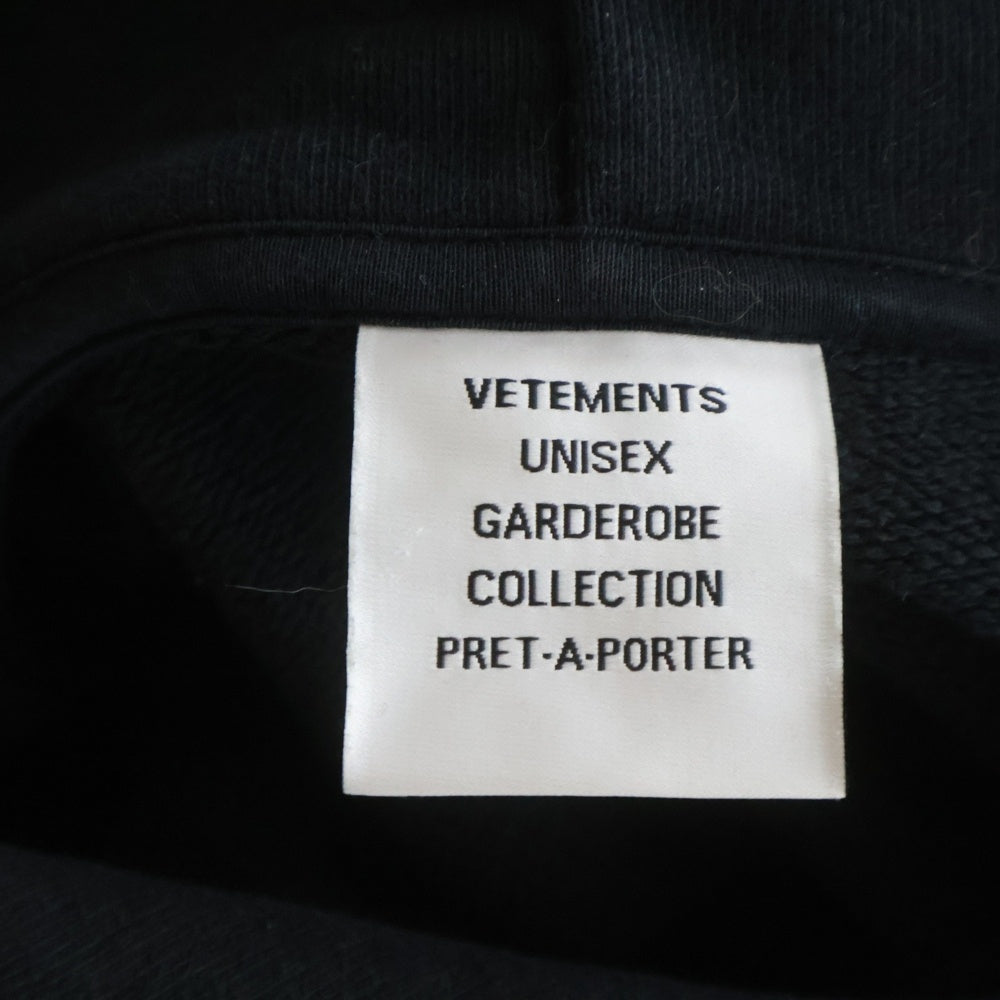 VETEMENTS
UNISEX
GARDEROBE
COLLECTION
PRET-A-PORTER